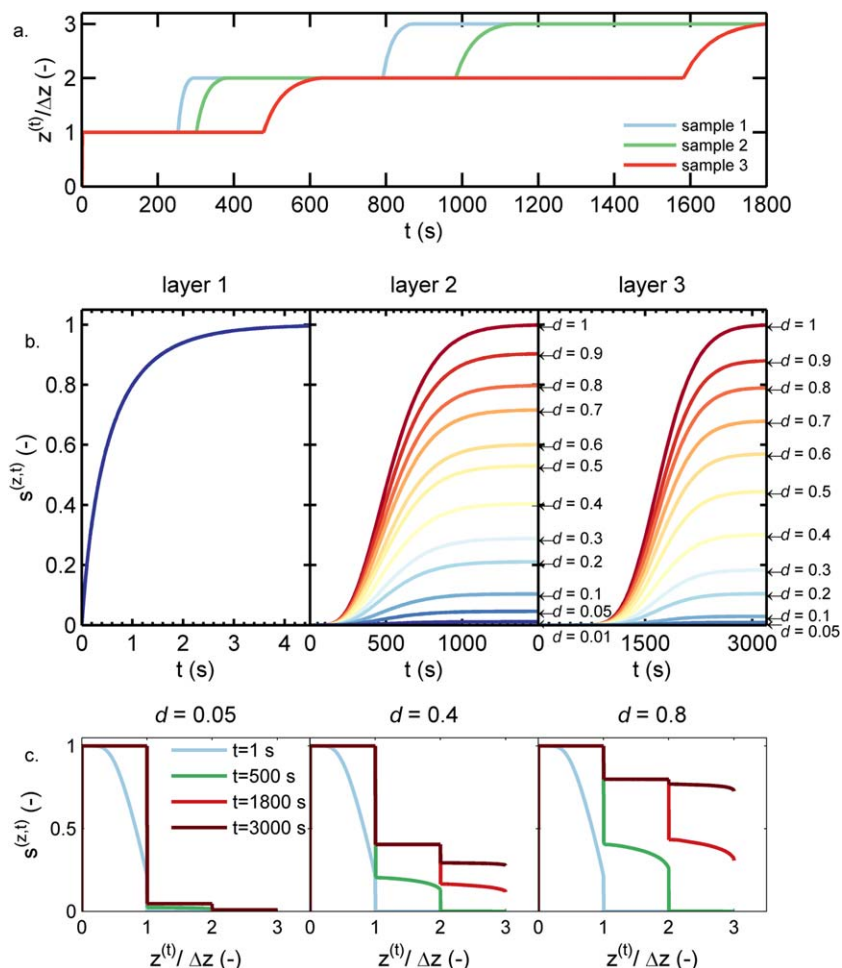 a.
z(t)/Δz (-)
3
2
1
0
sample 1
sample 2
sample 3
0 200 400 600 800 1000 1200 1400 1600 1800
t (s)
layer 1 layer 2 layer 3
b.
s(z,t) (-)
1
0.8
0.6
0.4
0.2
0
d = 1
d = 0.9
d = 0.8
d = 0.7
d = 0.6
d = 0.5
d = 0.4
d = 0.3
d = 0.2
d = 0.1
d = 0.05
d = 0.01
d = 1
d = 0.9
d = 0.8
d = 0.7
d = 0.6
d = 0.5
d = 0.4
d = 0.3
d = 0.2
d = 0.1
d = 0.05
0 1 2 3 4 0 500 1000 0 1500 3000
t (s) t (s) t (s)
d = 0.05 d = 0.4 d = 0.8
c.
s(z,t) (-)
1
0.5
0
t=1 s
t=500 s
t=1800 s
t=3000 s
0 1 2 3 0 1 2 3 0 1 2 3
z(t)/ Δz (-) z(t)/ Δz (-) z(t)/ Δz (-)